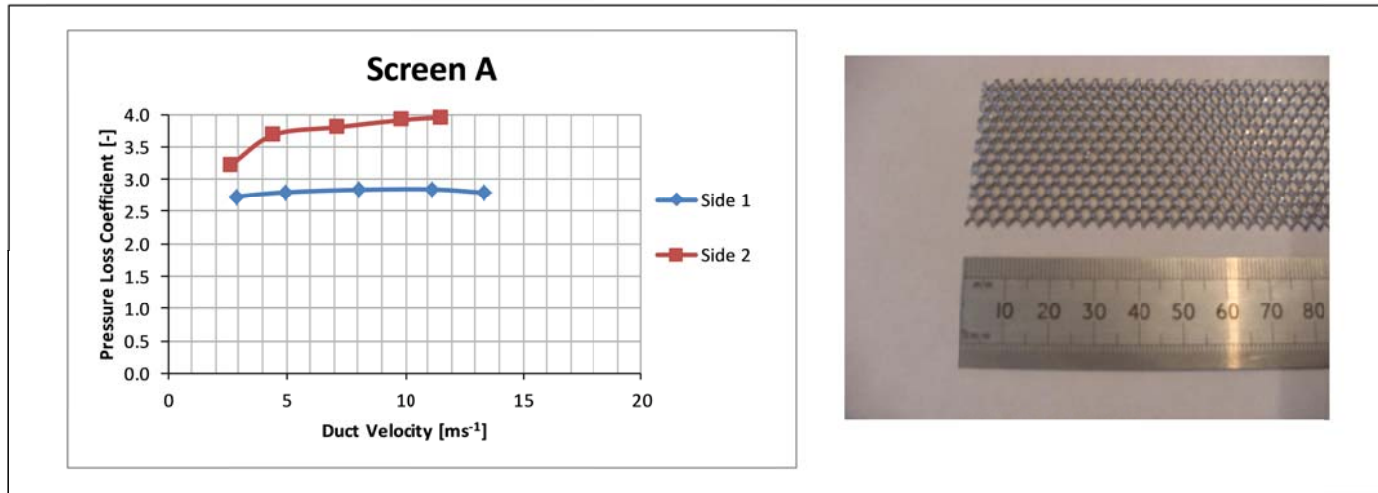 Screen A
Pressure Loss Coefficient [-]
4.0
3.5
3.0
2.5
2.0
1.5
1.0
0.5
0.0
0 5 10 15 20
Duct Velocity [ms⁻¹]
Side 1
Side 2
10 20 30 40 50 60 70 80